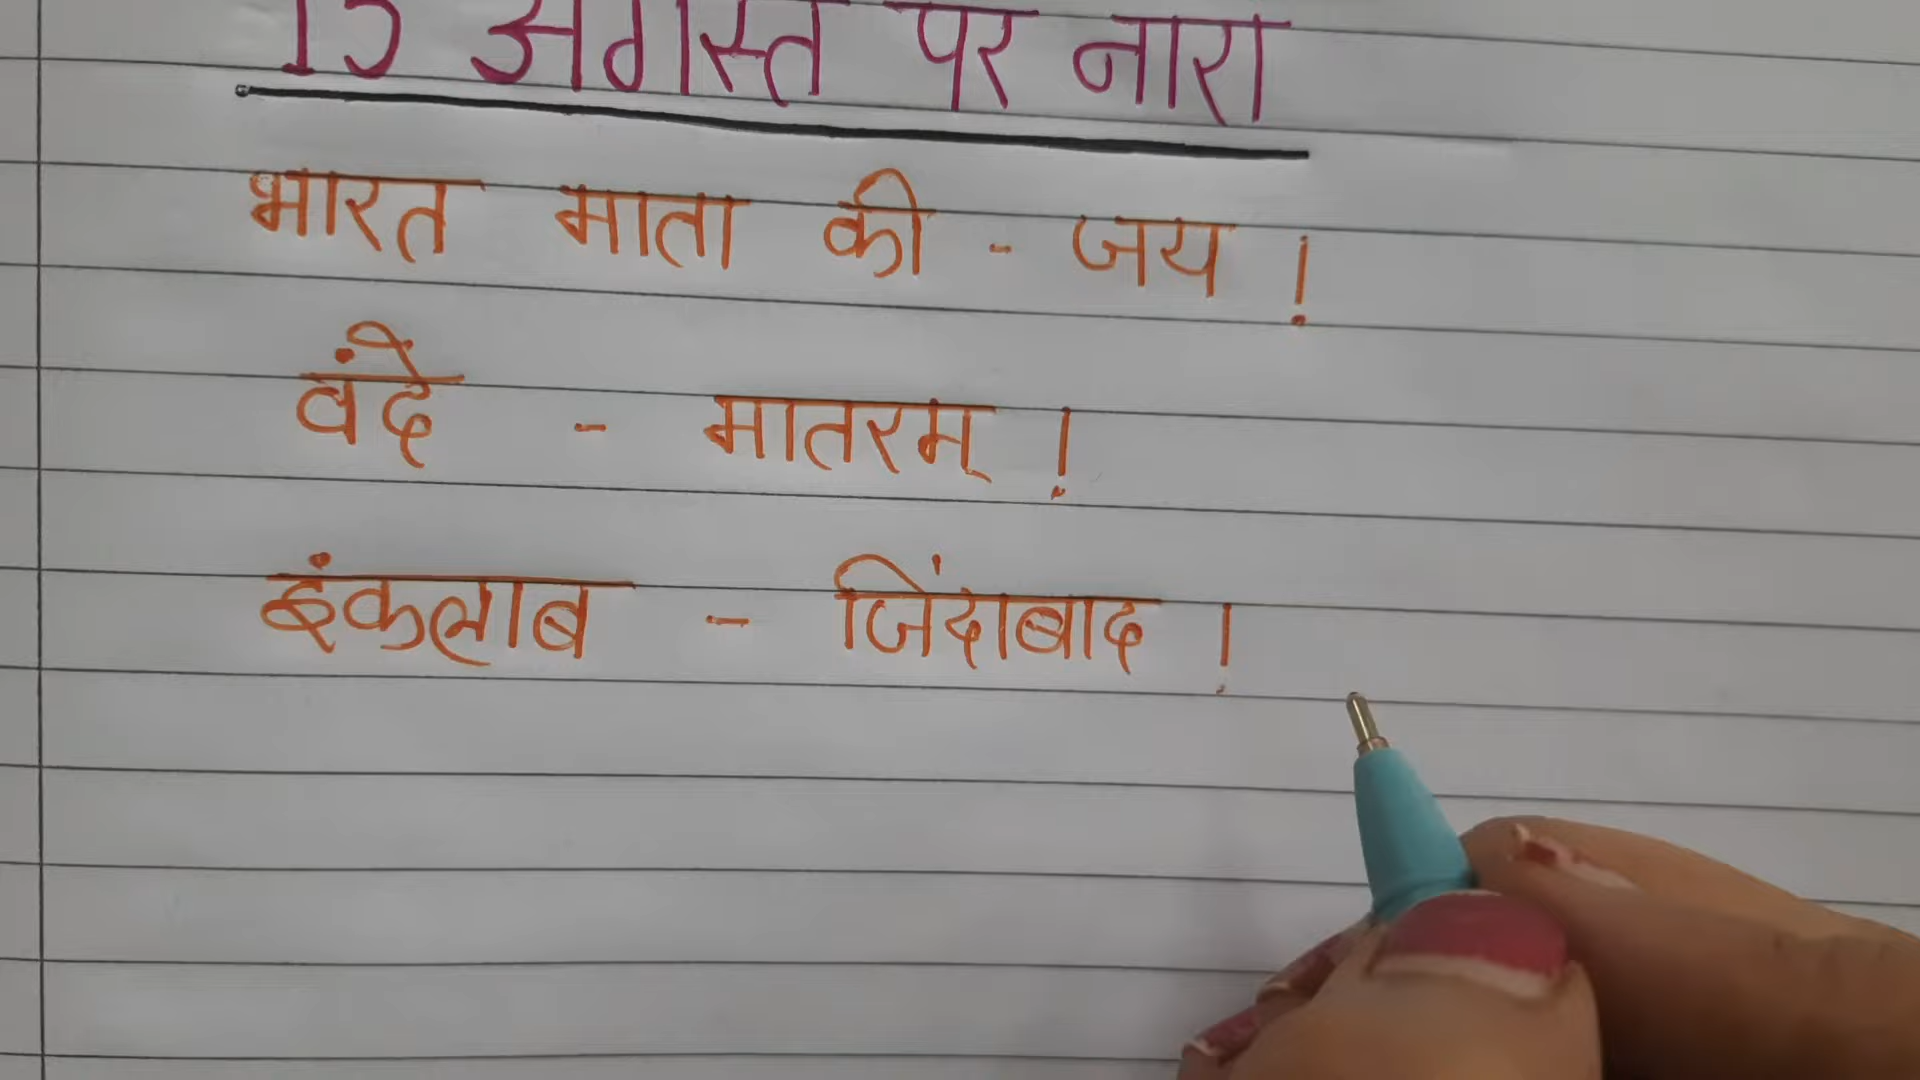 15 अगस्त पर नारा
भारत माता की - जय !
वंदे - मातरम् !
इंकलाब - जिंदाबाद !